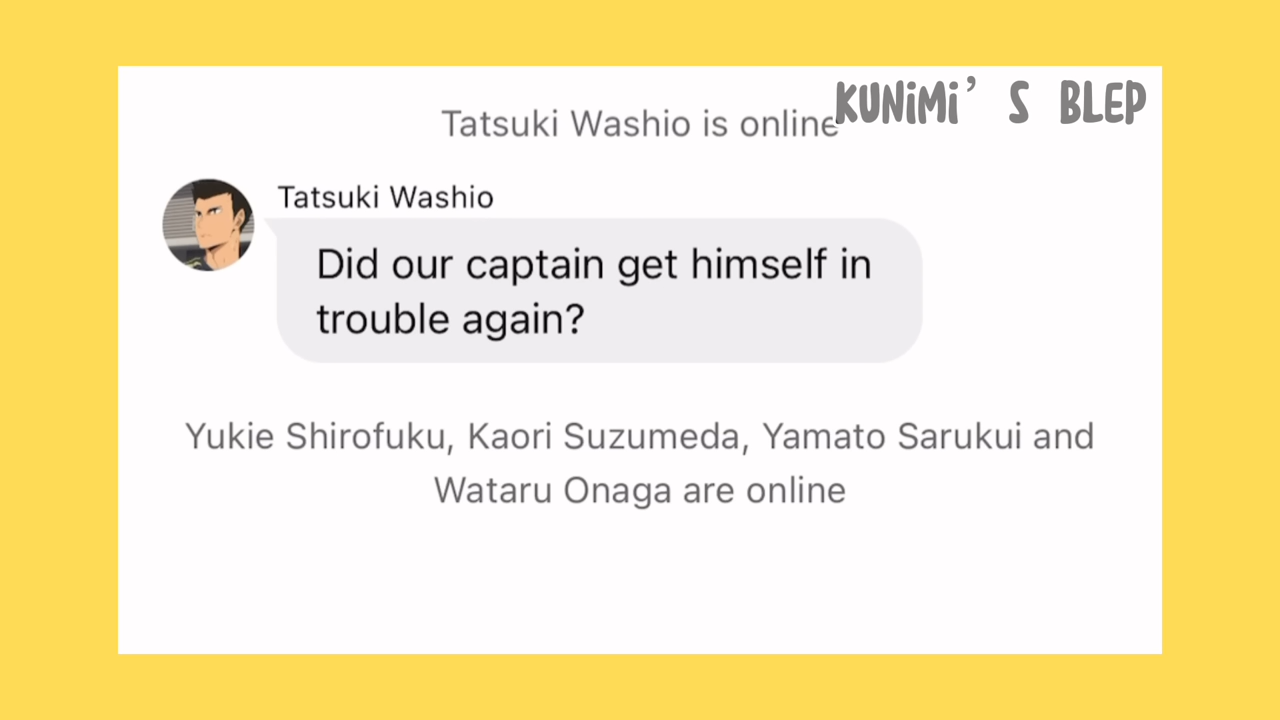 KUNiMi’S BLEP
Tatsuki Washio is online
Tatsuki Washio
Did our captain get himself in
trouble again?
Yukie Shirofuku, Kaori Suzumeda, Yamato Sarukui and
Wataru Onaga are online